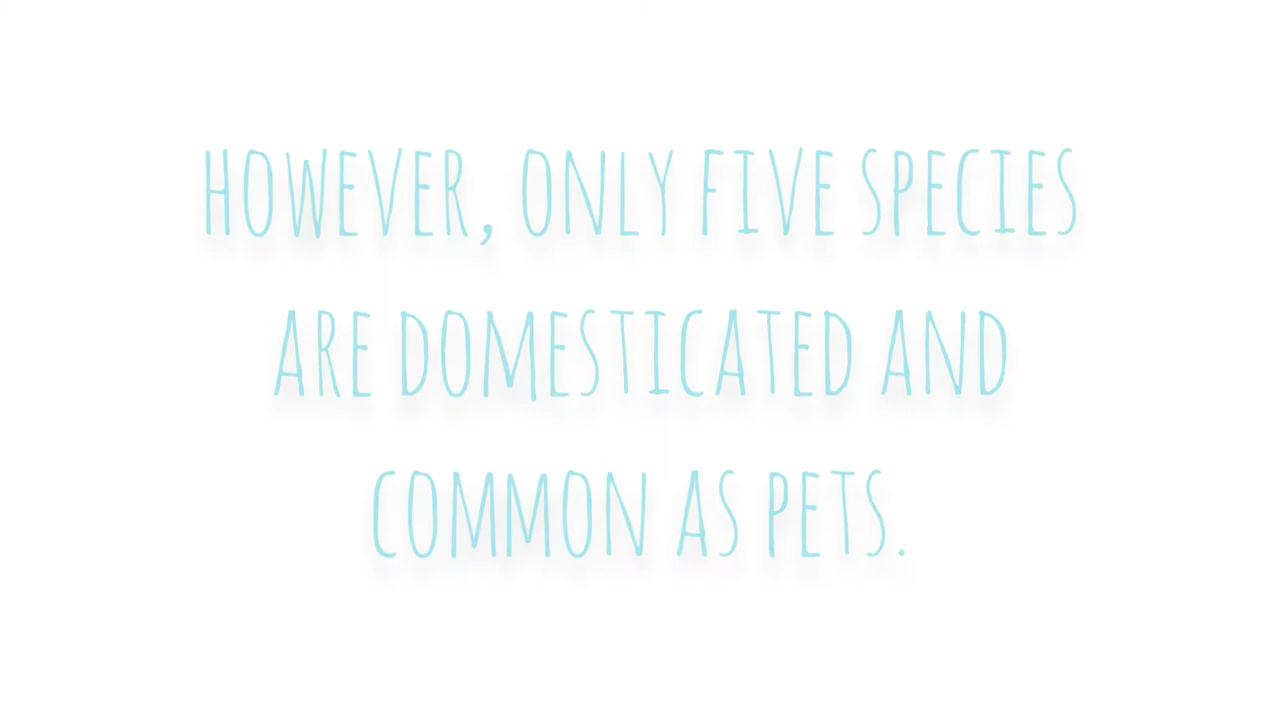 HOWEVER, ONLY FIVE SPECIES
ARE DOMESTICATED AND
COMMON AS PETS.